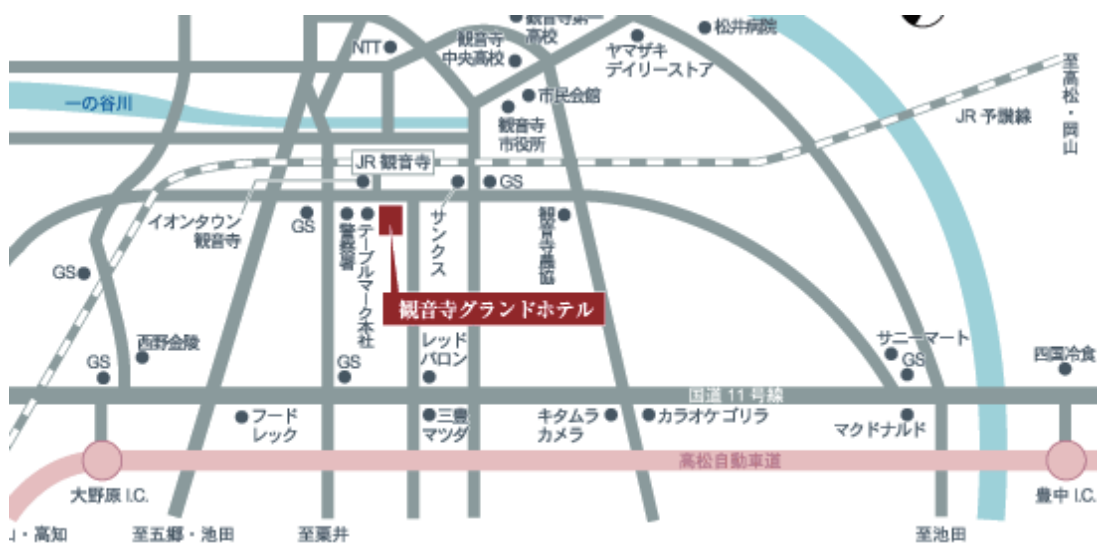 観音寺第一
高校
松井病院
NTT
観音寺
中央高校
ヤマザキ
デイリーストア
至高松・岡山
一の谷川
市民会館
JR 予讃線
観音寺
市役所
JR 観音寺
GS
イオンタウン
観音寺
GS
警察署
テーブルマーク本社
サンクス
観音寺農協
GS
観音寺グランドホテル
西野金陵
レッド
バロン
サニーマート
四国冷食
GS
GS
GS
国道 11 号線
フード
レック
三豊
マツダ
キタムラ
カメラ
カラオケ ゴリラ
マクドナルド
高松自動車道
大野原 I.C.
豊中 I.C.
・高知
至五郷・池田
至粟井
至池田